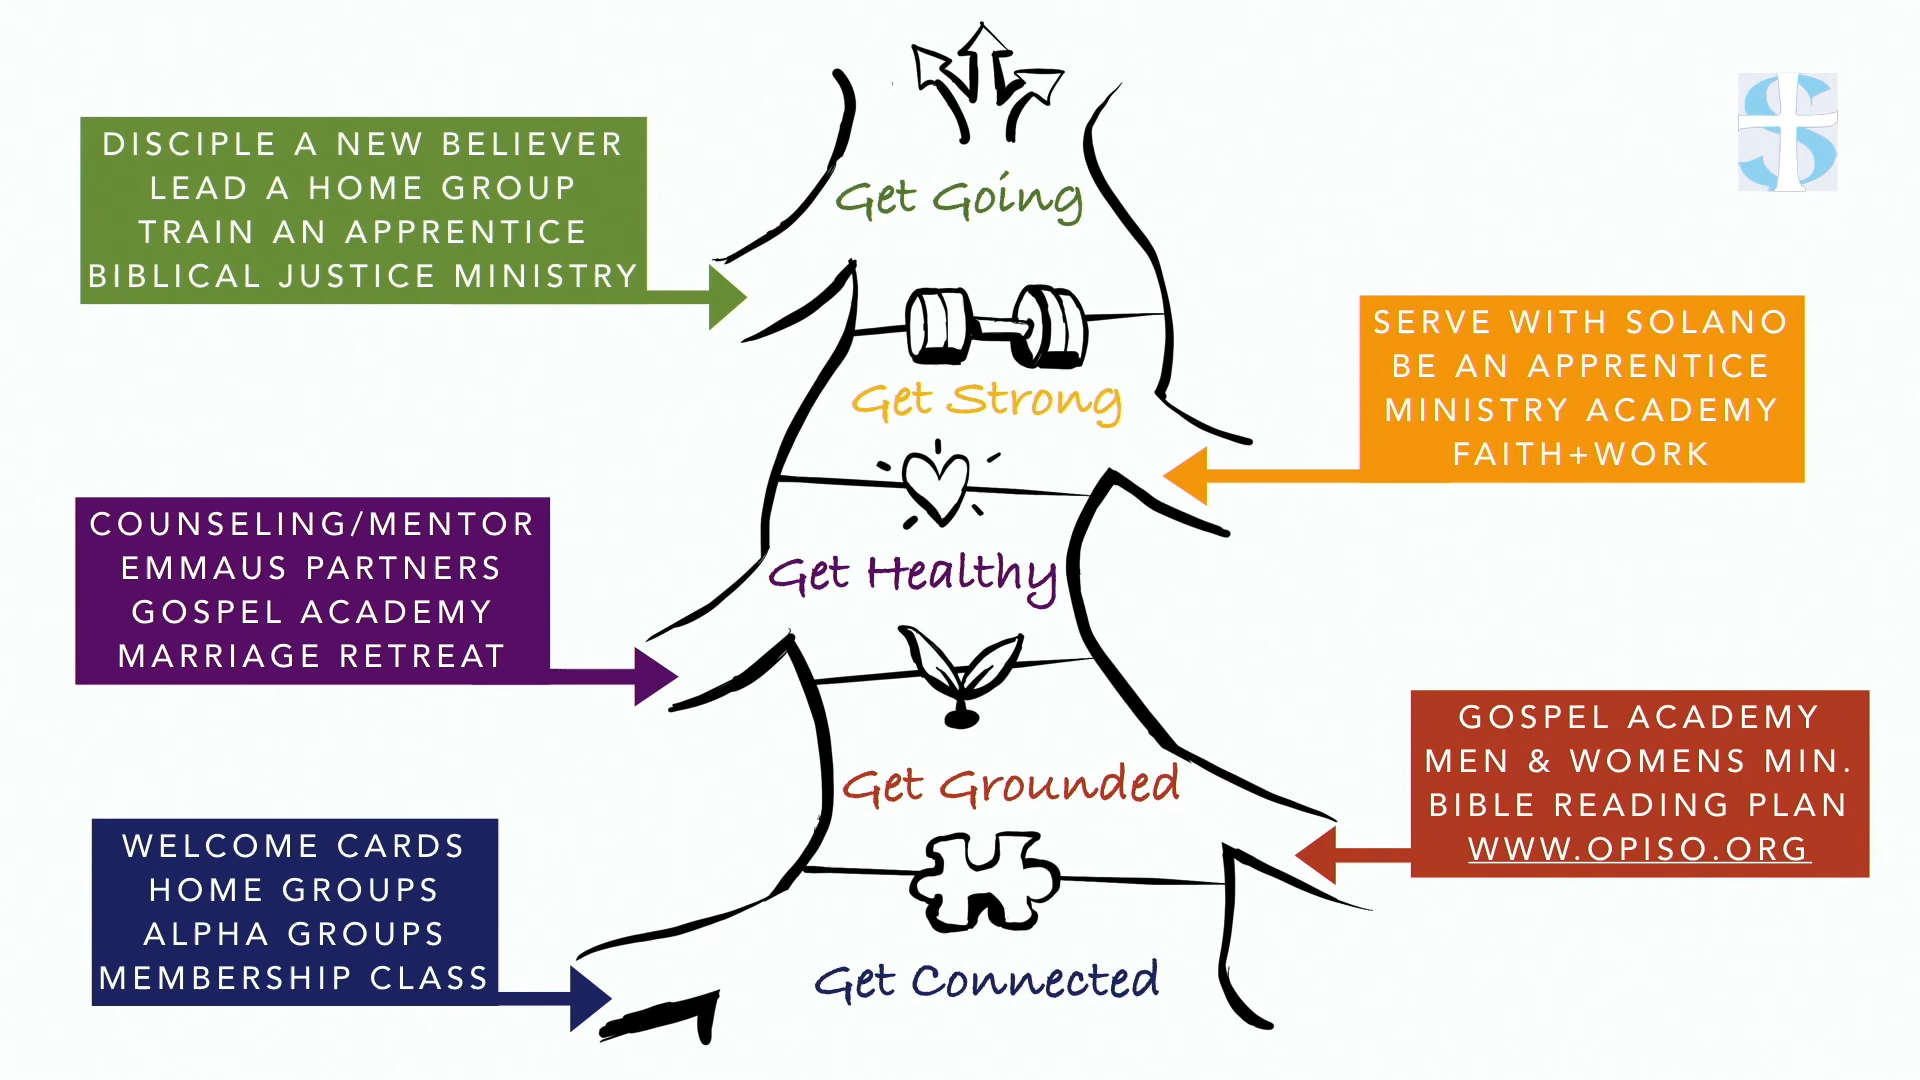 Get Going
DISCIPLE A NEW BELIEVER
LEAD A HOME GROUP
TRAIN AN APPRENTICE
BIBLICAL JUSTICE MINISTRY
Get Strong
SERVE WITH SOLANO
BE AN APPRENTICE
MINISTRY ACADEMY
FAITH+WORK
Get Healthy
COUNSELING/MENTOR
EMMAUS PARTNERS
GOSPEL ACADEMY
MARRIAGE RETREAT
Get Grounded
GOSPEL ACADEMY
MEN & WOMENS MIN.
BIBLE READING PLAN
WWW.OPISO.ORG
Get Connected
WELCOME CARDS
HOME GROUPS
ALPHA GROUPS
MEMBERSHIP CLASS
S